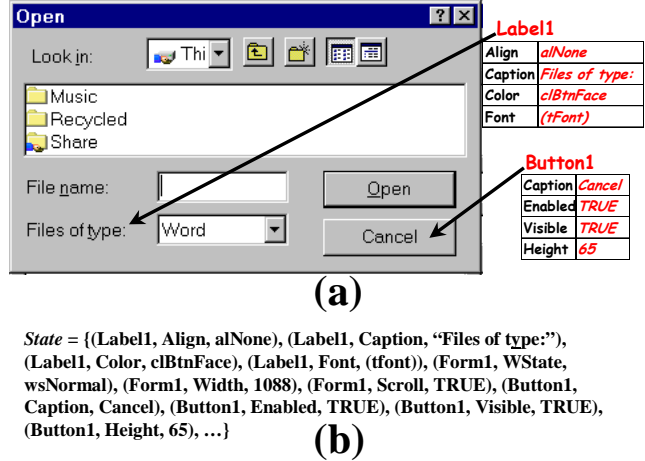 Open
Label1
Look in:
Thi
Align alNone
Caption Files of type:
Color clBtnFace
Font (tFont)
Music
Recycled
Share
Button1
File name:
Open
Caption Cancel
Enabled TRUE
Visible TRUE
Height 65
Files of type:
Word
Cancel
(a)
State = {(Label1, Align, alNone), (Label1, Caption, “Files of type:”),
(Label1, Color, clBtnFace), (Label1, Font, (tfont)), (Form1, WState,
wsNormal), (Form1, Width, 1088), (Form1, Scroll, TRUE), (Button1,
Caption, Cancel), (Button1, Enabled, TRUE), (Button1, Visible, TRUE),
(Button1, Height, 65), …}
(b)